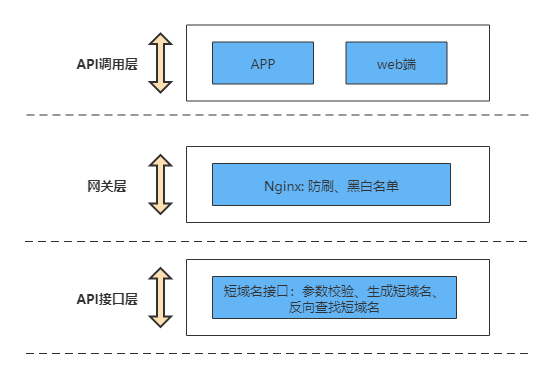 API调用层
APP
web端
网关层
Nginx: 防刷、黑白名单
API接口层
短域名接口：参数校验、生成短域名、
反向查找短域名